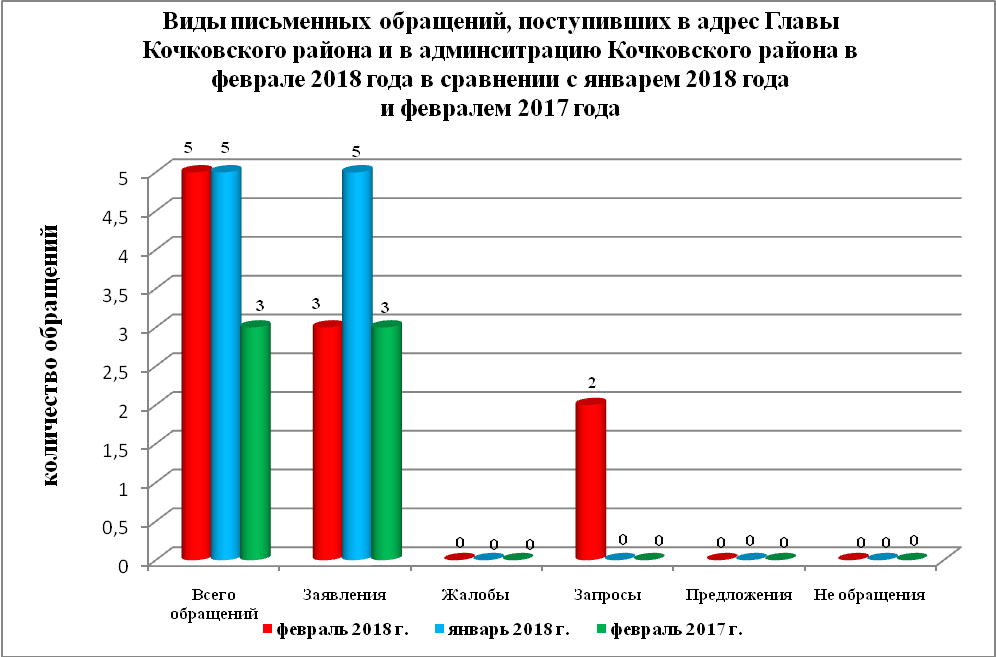 Виды письменных обращений, поступивших в адрес Главы
Кочковского района и в админситрацию Кочковского района в
феврале 2018 года в сравнении с январем 2018 года
и февралем 2017 года
количество обращений
5
4,5
4
3,5
3
2,5
2
1,5
1
0,5
0
5 5 3
3 5 3
0 0 0
2 0 0
0 0 0
0 0 0
Всего
обращений
Заявления
Жалобы
Запросы
Предложения
Не обращения
февраль 2018 г. январь 2018 г. февраль 2017 г.